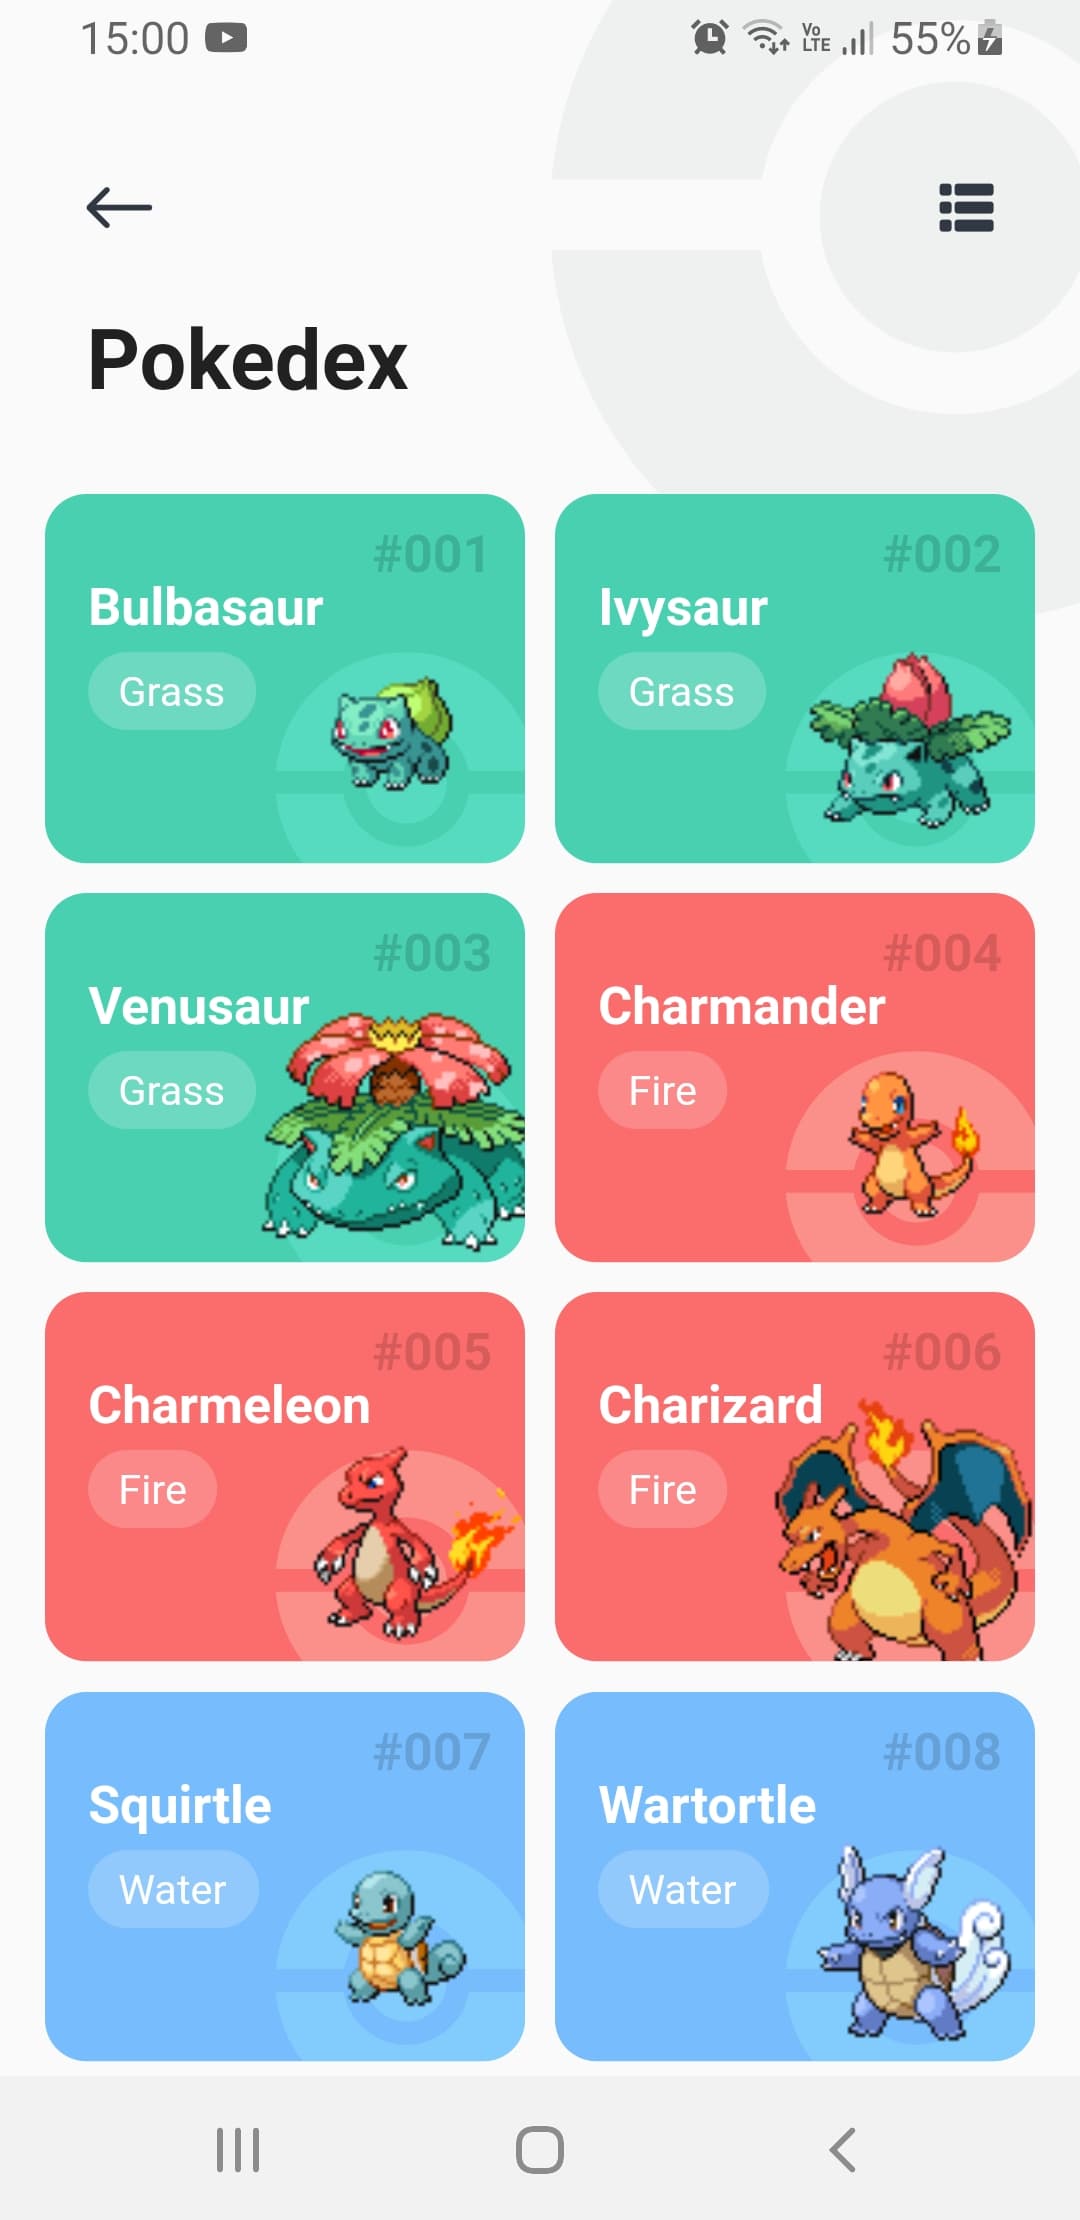 15:00 Vo LTE 55%
Pokedex
#001 #002
Bulbasaur Ivysaur
Grass Grass
#003 #004
Venusaur Charmander
Grass Fire
#005 #006
Charmeleon Charizard
Fire Fire
#007 #008
Squirtle Wartortle
Water Water